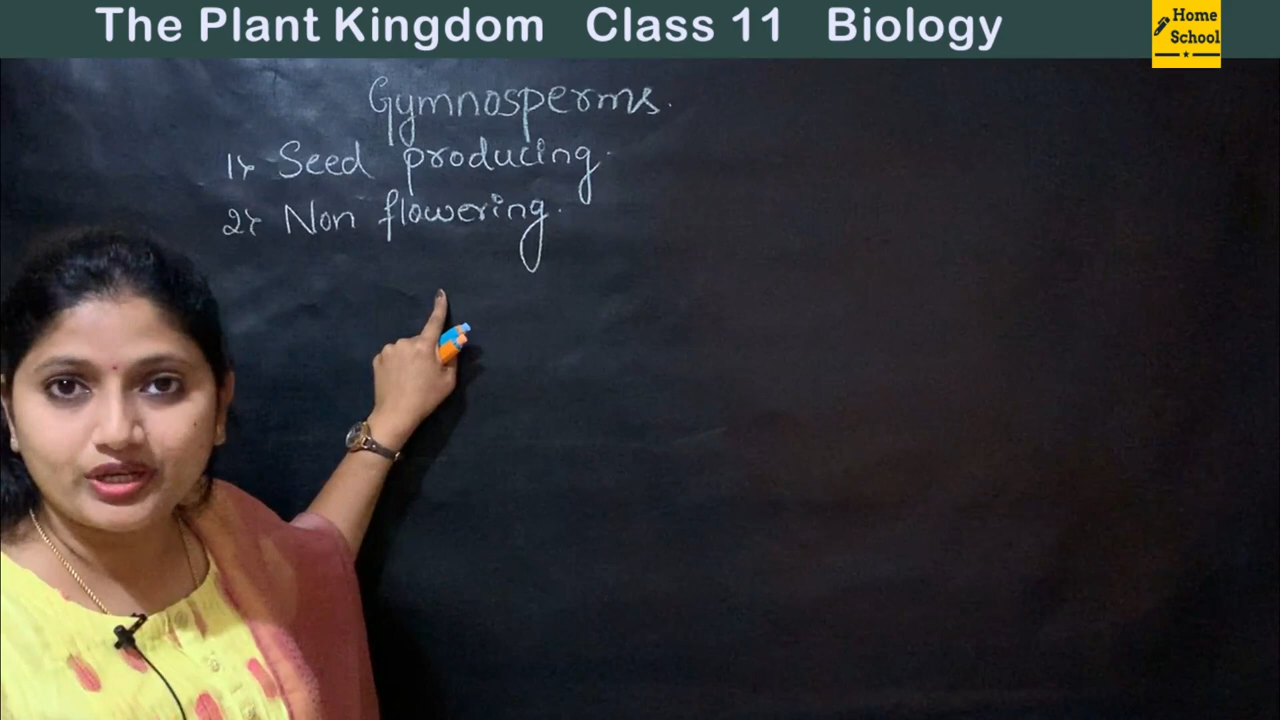 The Plant Kingdom Class 11 Biology
Home
School
Gymnosperms.
1) Seed producing.
2) Non flowering.